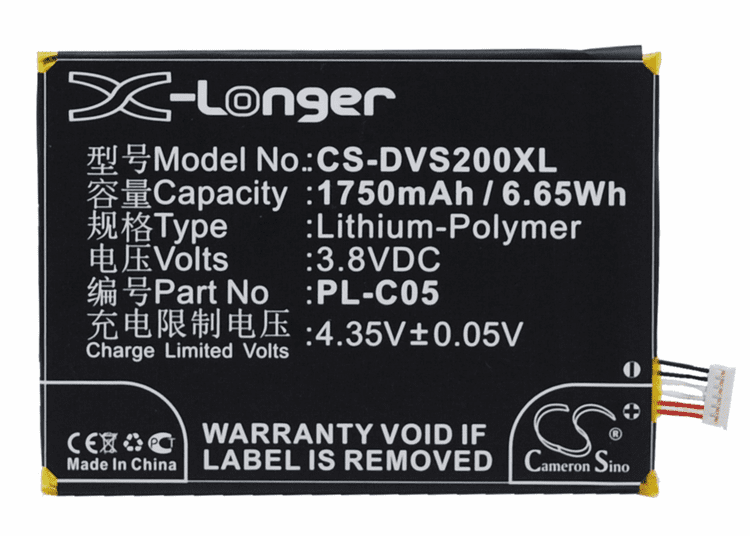 X-Longer
型号Model No.:CS-DVS200XL
容量Capacity :1750mAh / 6.65Wh
规格Type :Lithium-Polymer
电压Volts :3.8VDC
编号Part No :PL-C05
充电限制电压 :4.35V±0.05V
Charge Limited Volts
Made In China
WARRANTY VOID IF
LABEL IS REMOVED
CS®
Cameron Sino